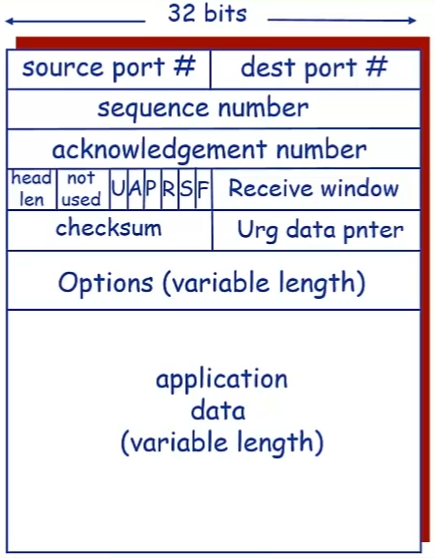 32 bits
source port # dest port #
sequence number
acknowledgement number
head len not used U A P R S F Receive window
checksum Urg data pnter
Options (variable length)
application
data
(variable length)